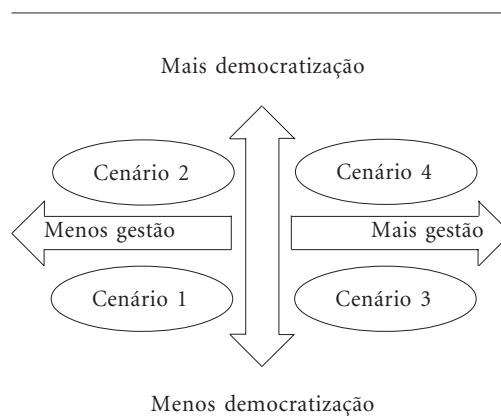 Mais democratização
Cenário 2 Cenário 4
Menos gestão Mais gestão
Cenário 1 Cenário 3
Menos democratização